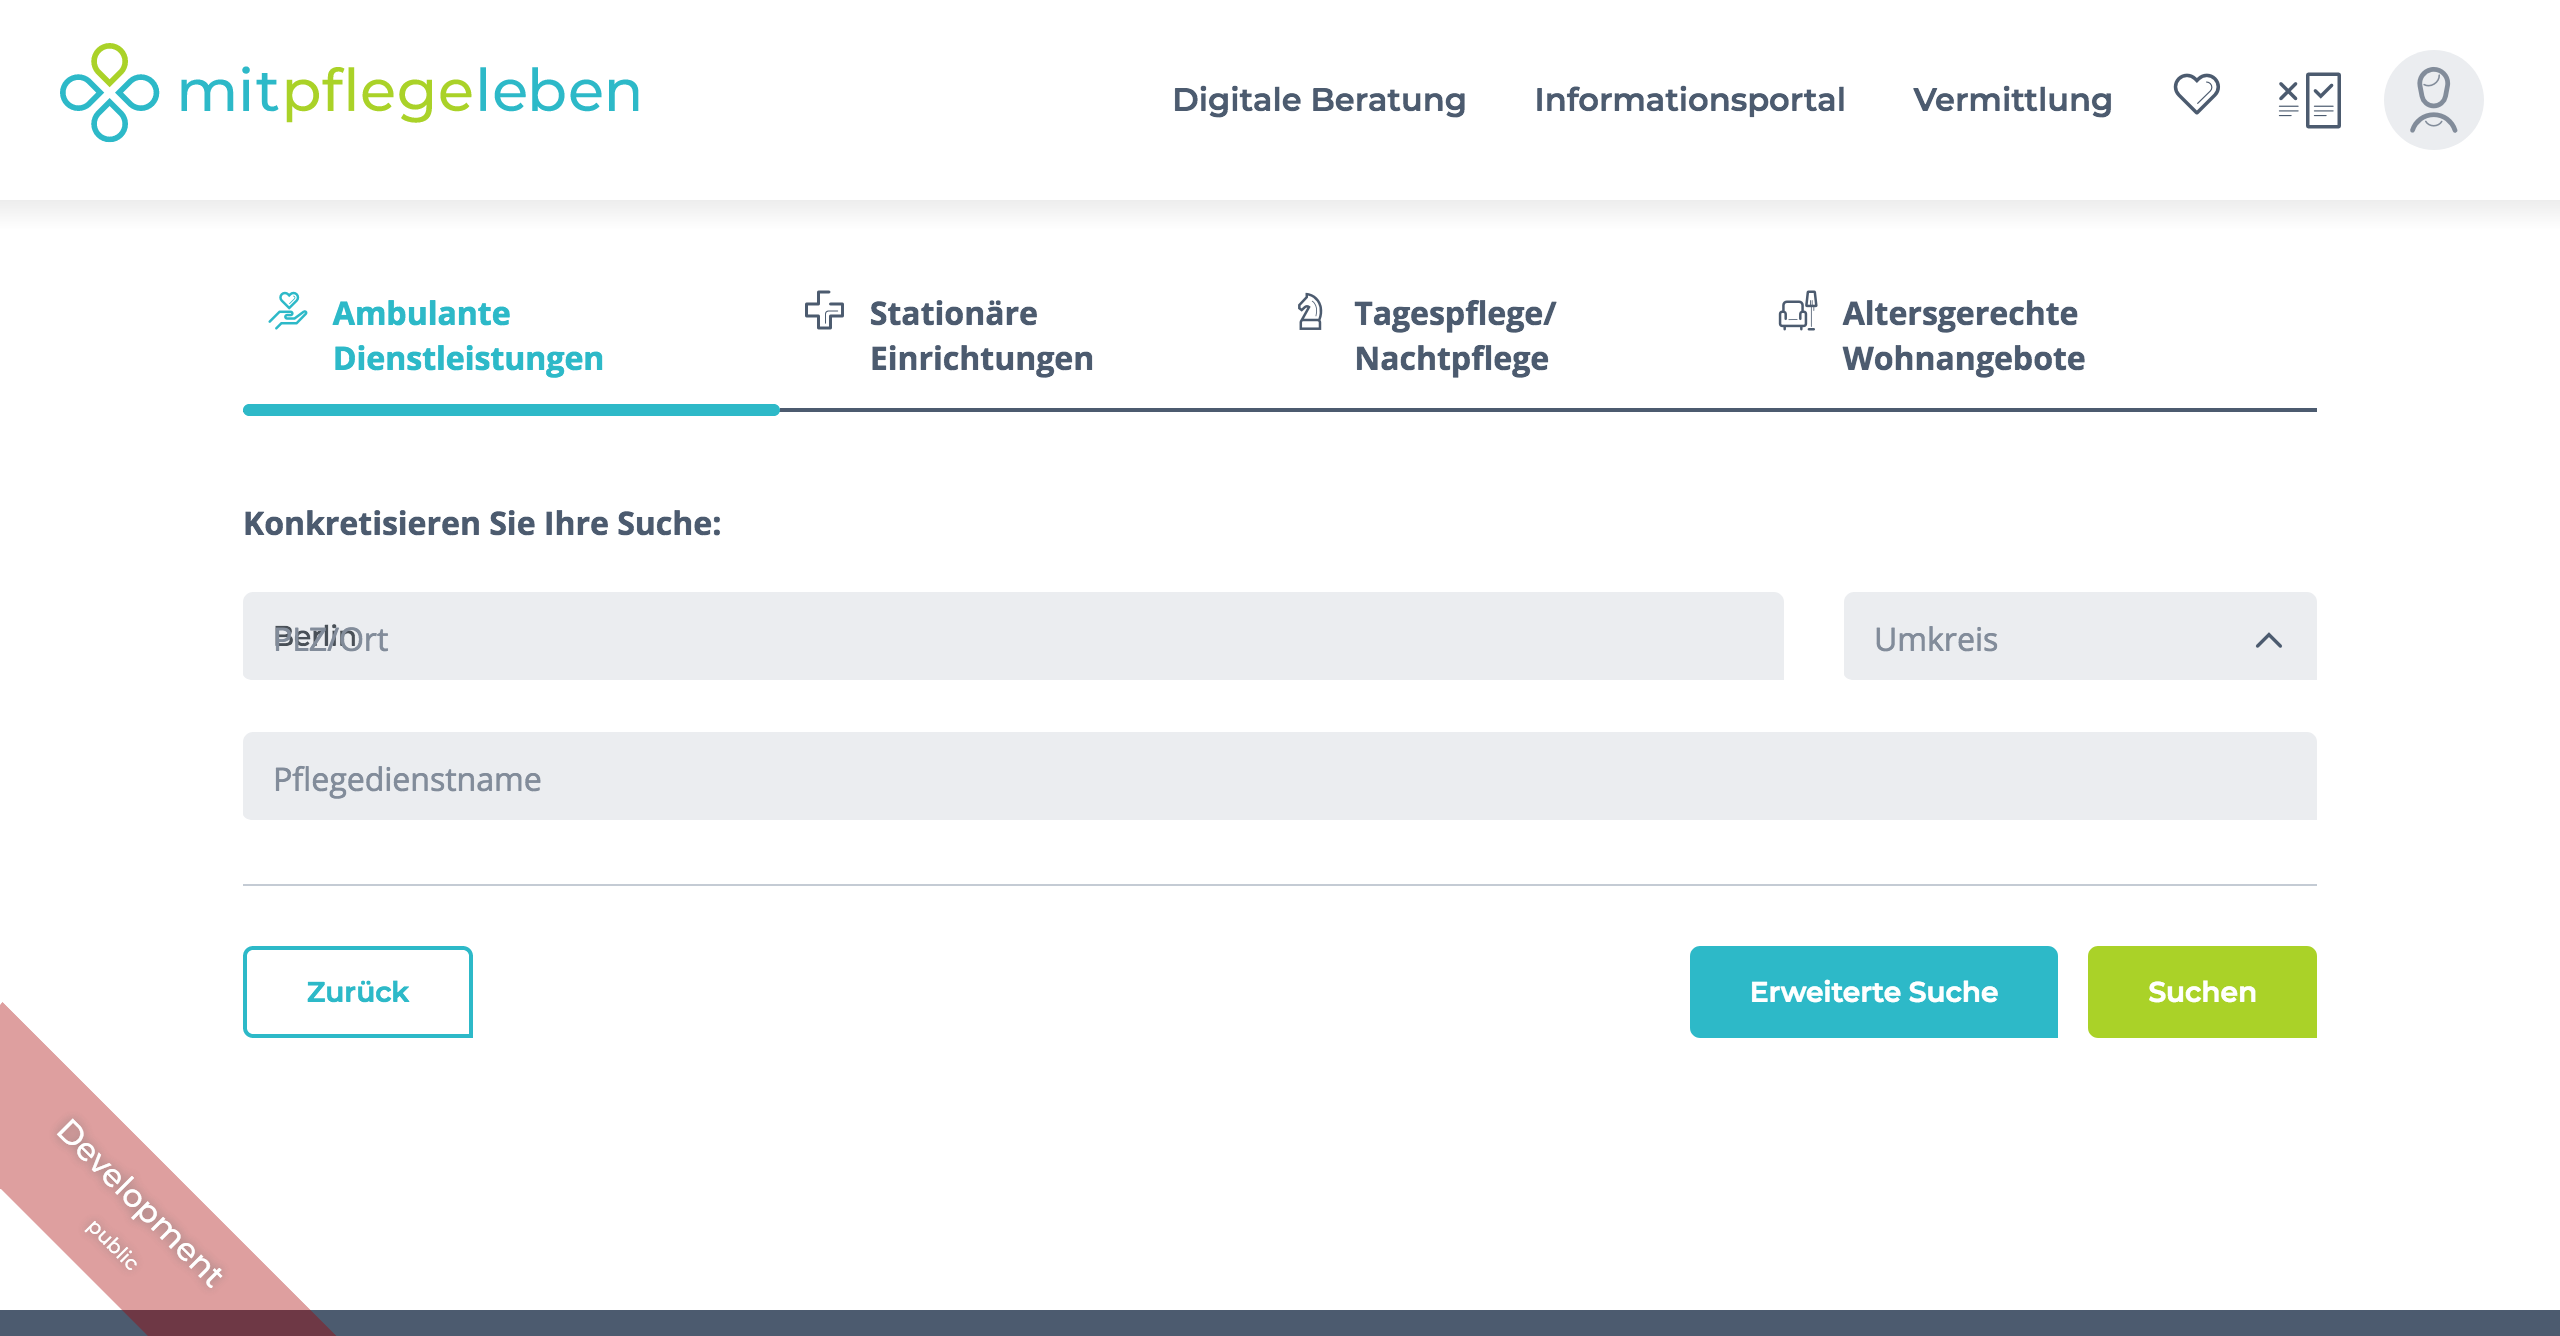 mitpflegeleben
Digitale Beratung
Informationsportal
Vermittlung
Ambulante
Dienstleistungen
Stationäre
Einrichtungen
Tagespflege/
Nachtpflege
Altersgerechte
Wohnangebote
Konkretisieren Sie Ihre Suche:
Berlin
PLZ/Ort
Umkreis
Pflegedienstname
Zurück
Erweiterte Suche
Suchen
Development
public